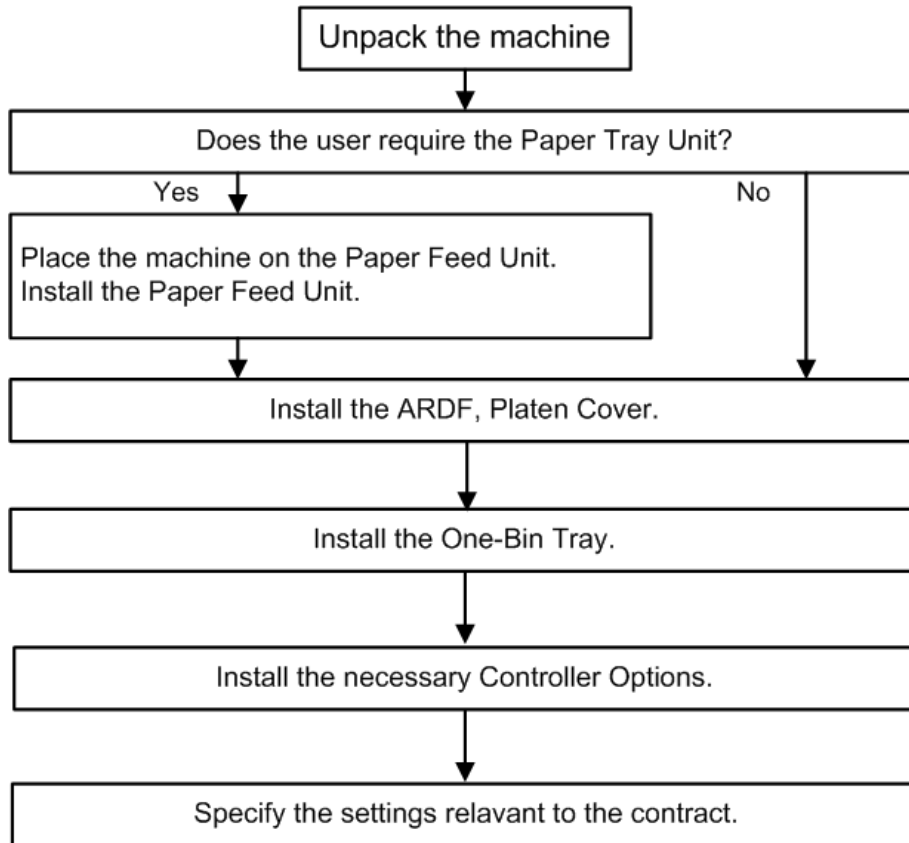 Unpack the machine
Does the user require the Paper Tray Unit?
Yes
No
Place the machine on the Paper Feed Unit.
Install the Paper Feed Unit.
Install the ARDF, Platen Cover.
Install the One-Bin Tray.
Install the necessary Controller Options.
Specify the settings relavant to the contract.